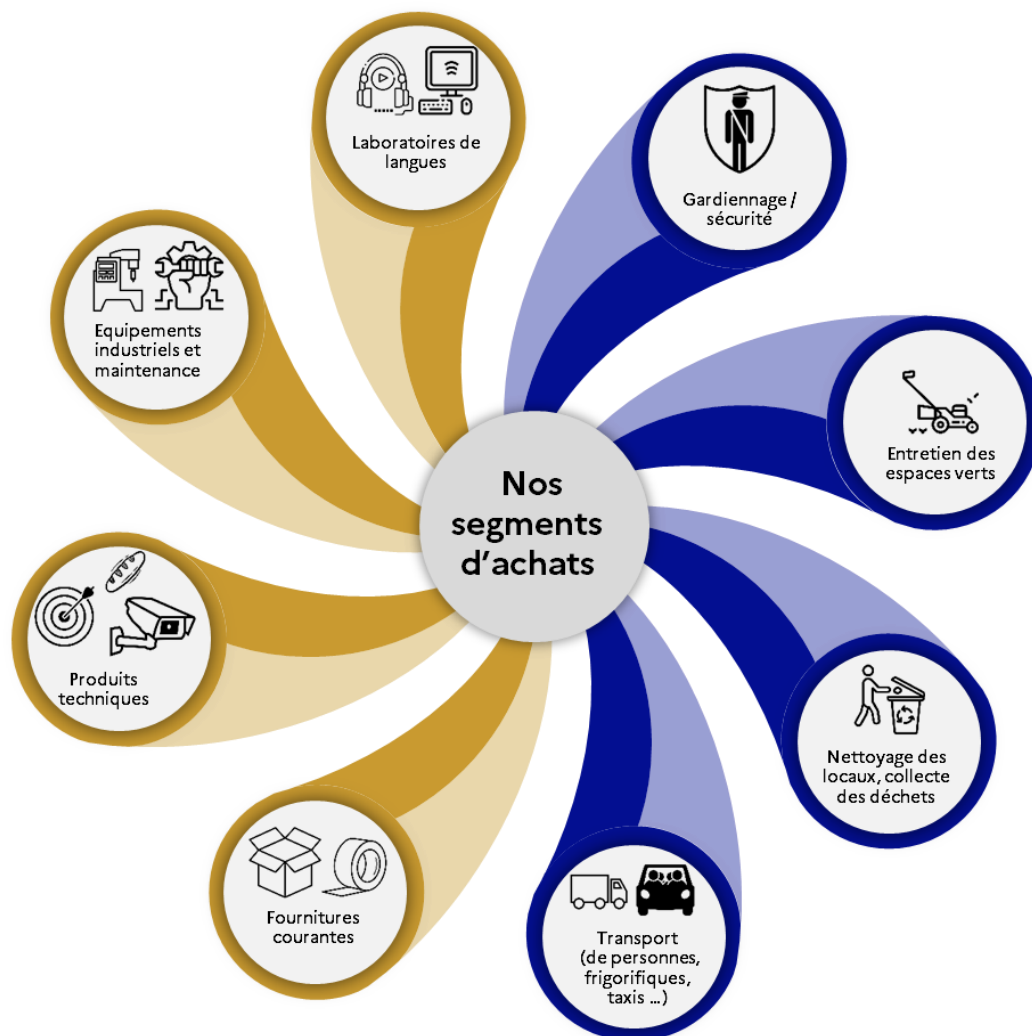 Laboratoires de
langues
Gardiennage /
sécurité
Equipements
industriels et
maintenance
Entretien des
espaces verts
Nos
segments
d'achats
Produits
techniques
Nettoyage des
locaux, collecte
des déchets
Fournitures
courantes
Transport
(de personnes,
frigorifiques,
taxis ...)